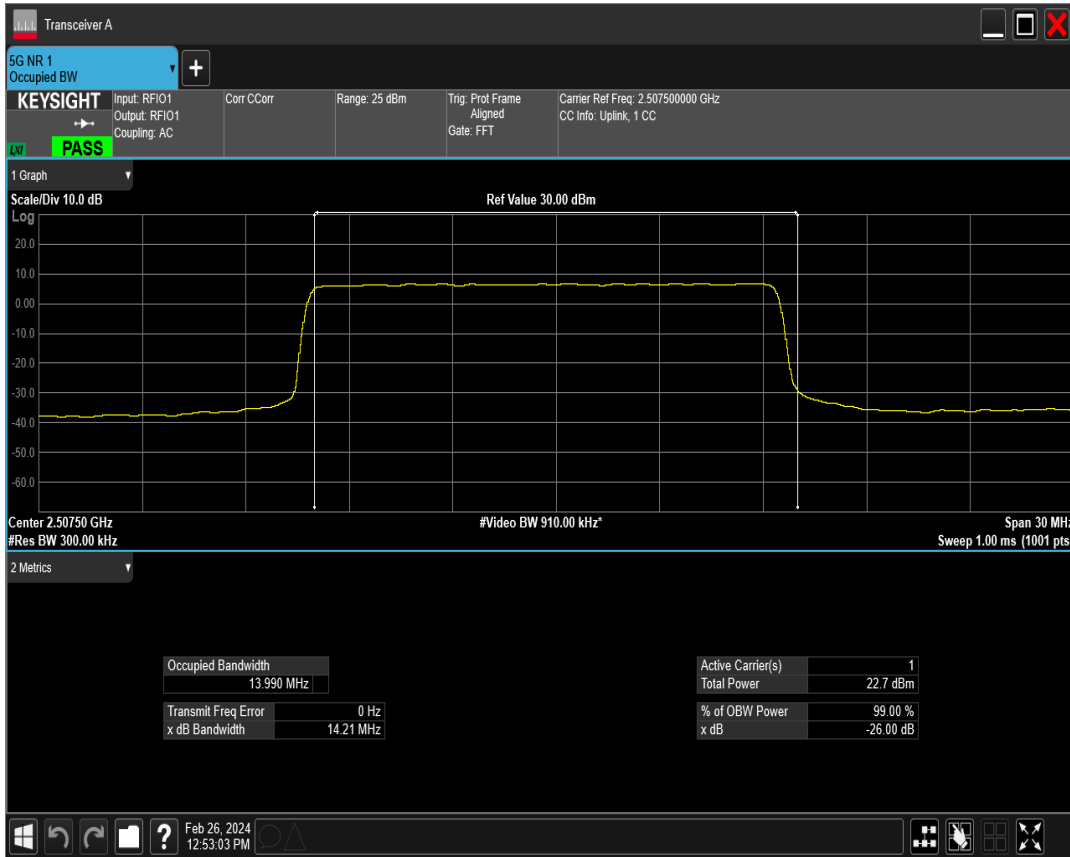 Transceiver A
5G NR 1
Occupied BW
KEYSIGHT
LXI
PASS
Input: RFIO1
Output: RFIO1
Coupling: AC
Corr CCorr
Range: 25 dBm
Trig: Prot Frame
Aligned
Gate: FFT
Carrier Ref Freq: 2.507500000 GHz
CC Info: Uplink, 1 CC
1 Graph
Scale/Div 10.0 dB
Ref Value 30.00 dBm
Log
20.0
10.0
0.00
-10.0
-20.0
-30.0
-40.0
-50.0
-60.0
Center 2.50750 GHz
#Video BW 910.00 kHz*
Span 30 MHz
#Res BW 300.00 kHz
Sweep 1.00 ms (1001 pts
2 Metrics
Occupied Bandwidth
13.990 MHz
Transmit Freq Error 0 Hz
x dB Bandwidth 14.21 MHz
Active Carrier(s) 1
Total Power 22.7 dBm
% of OBW Power 99.00 %
x dB -26.00 dB
?
Feb 26, 2024
12:53:03 PM